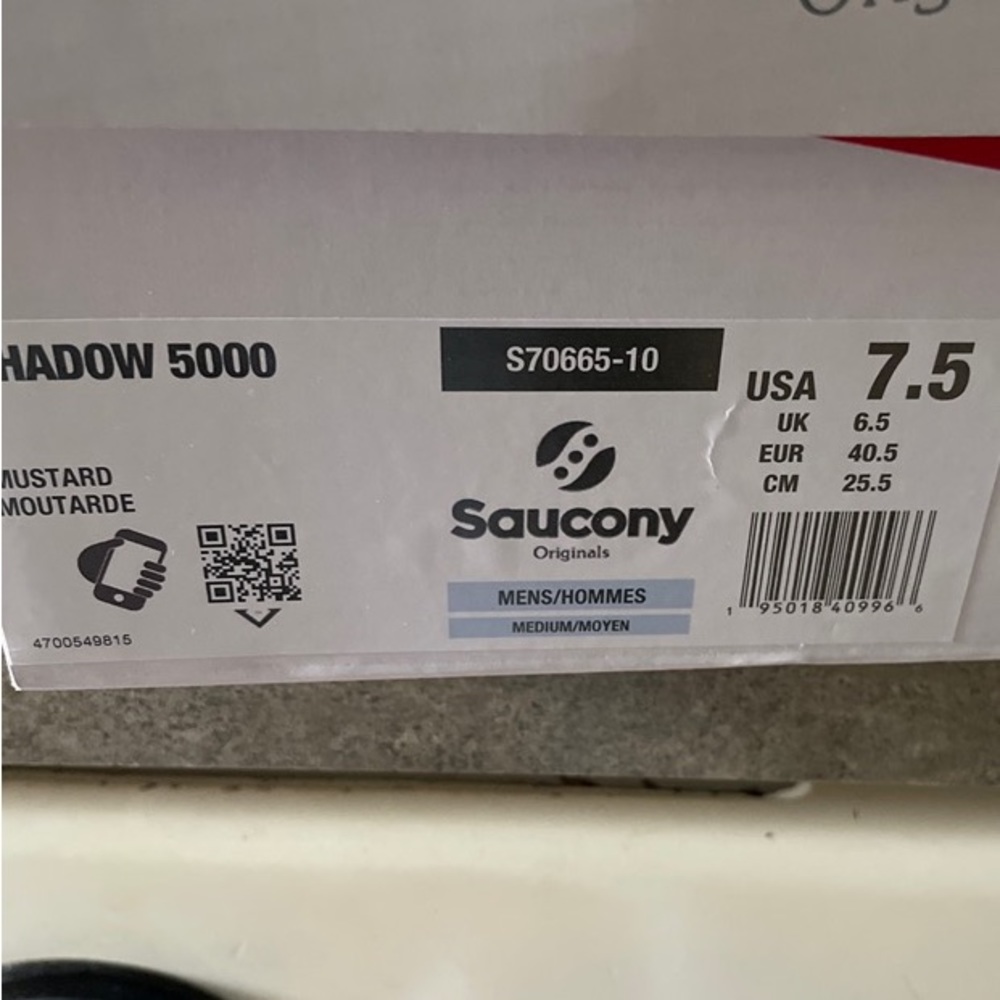 HADOW 5000
S70665-10
USA 7.5
UK 6.5
EUR 40.5
CM 25.5
MUSTARD
MOUTARDE
Saucony
Originals
MENS/HOMMES
MEDIUM/MOYEN
1 95018 40996 6
4700549815